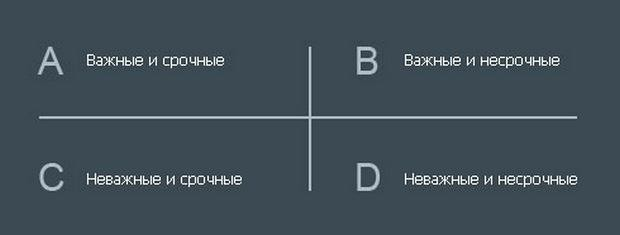 A Важные и срочные
B Важные и несрочные
C Неважные и срочные
D Неважные и несрочные